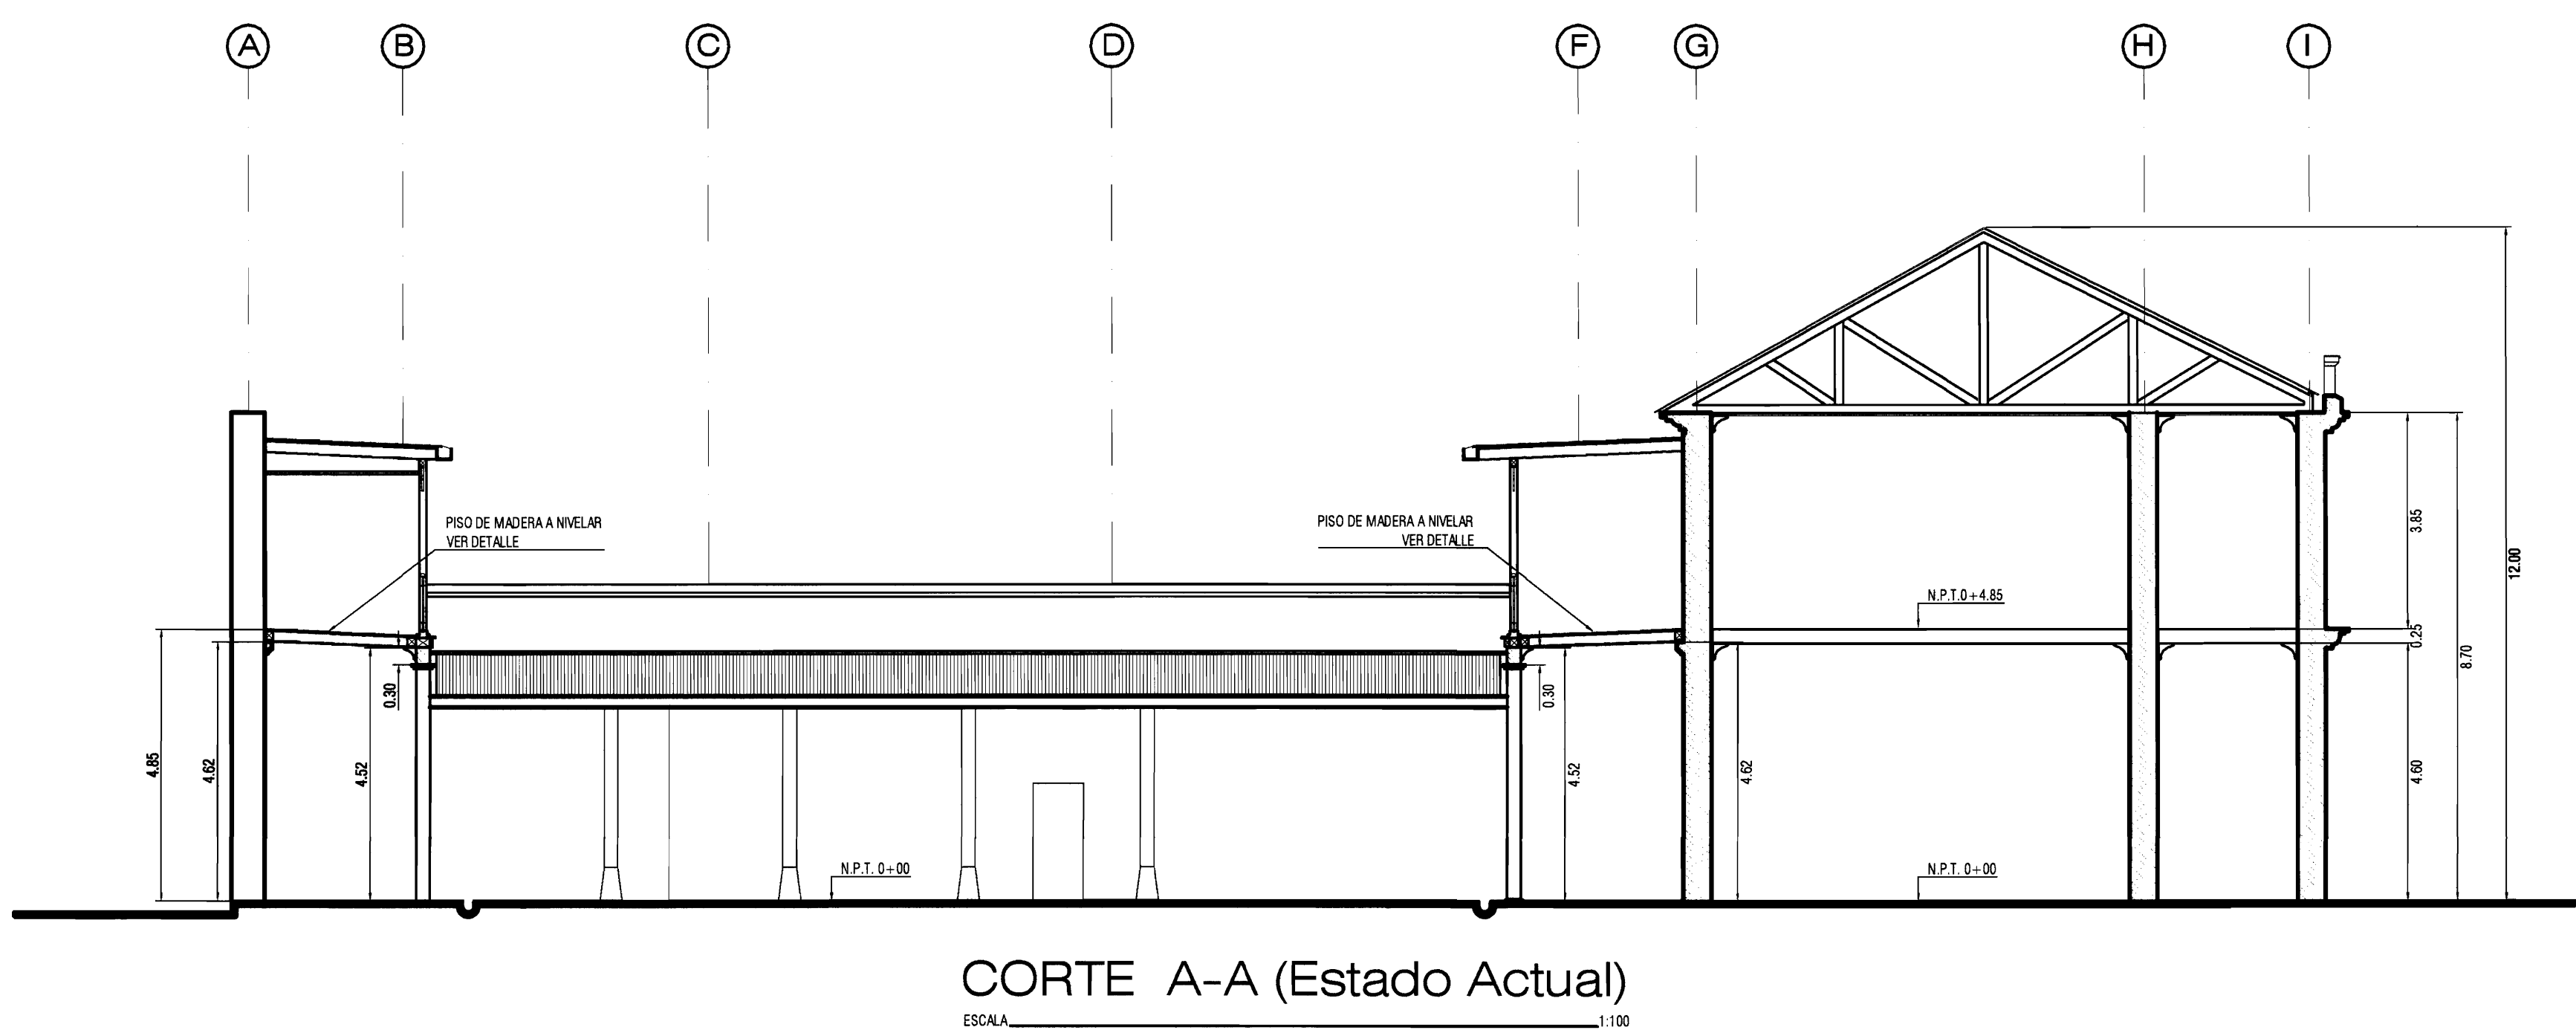 A B C D F G H I
PISO DE MADERA A NIVELAR
VER DETALLE
PISO DE MADERA A NIVELAR
VER DETALLE
N.P.T.0+4.85
3.85
12.00
0.25
8.70
0.30
0.30
4.85
4.62
4.52
4.52
4.62
4.60
N.P.T. 0+00
N.P.T. 0+00
CORTE A-A (Estado Actual)
ESCALA 1:100